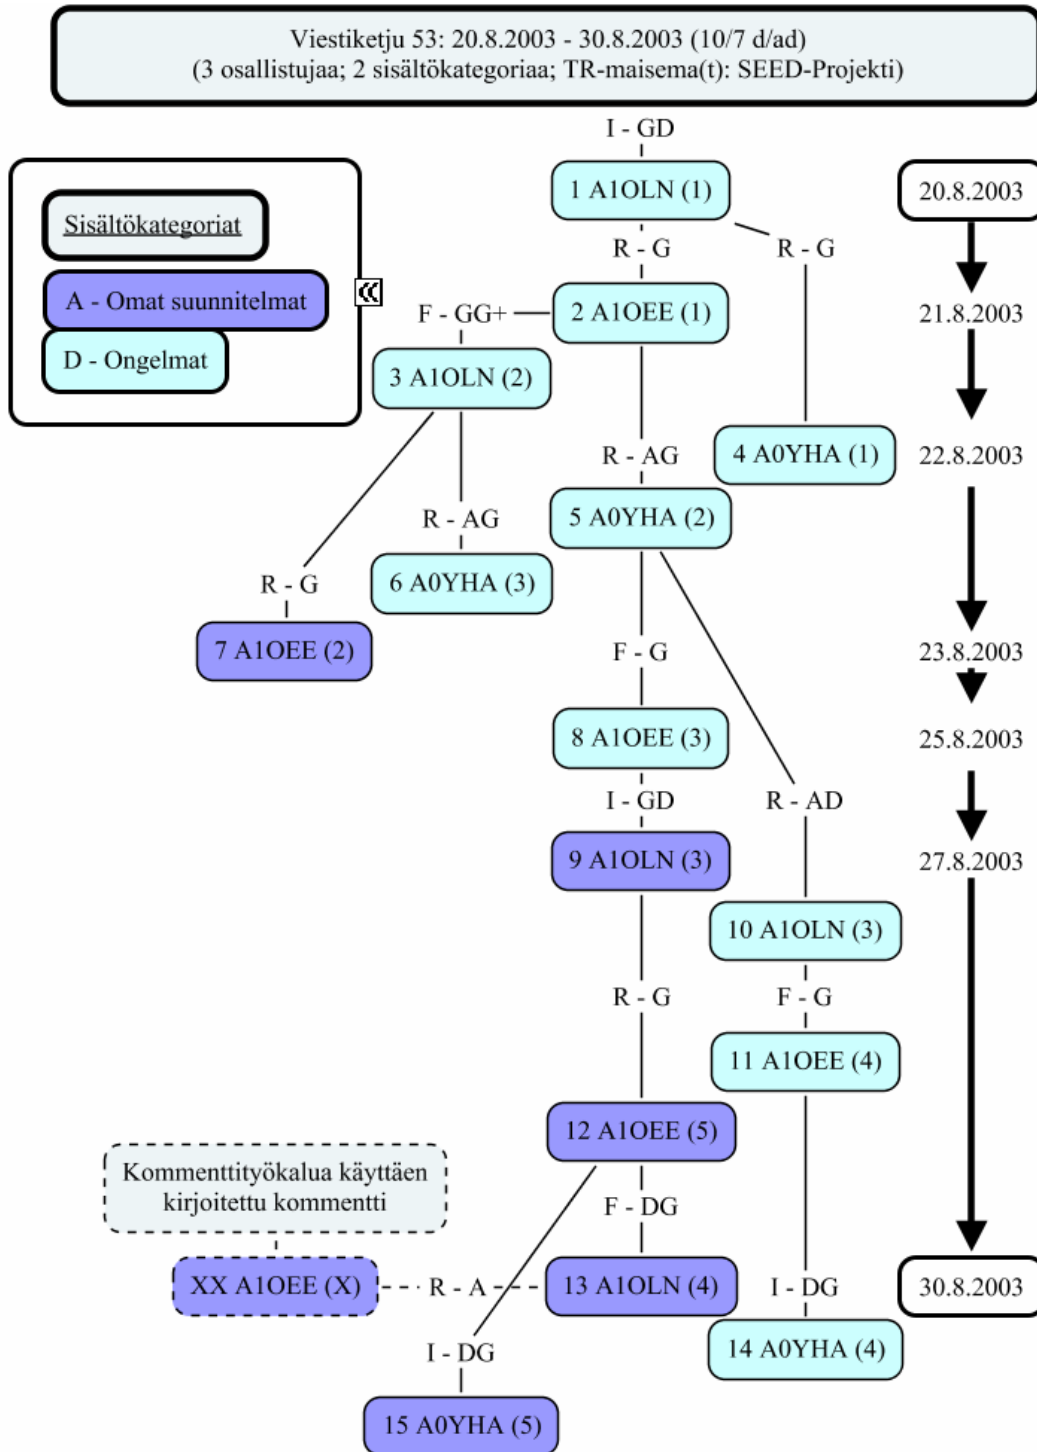 Viestiketju 53: 20.8.2003 - 30.8.2003 (10/7 d/ad)
(3 osallistujaa; 2 sisältökategoriaa; TR-maisema(t): SEED-Projekti)
I - GD
1 A1OLN (1)
20.8.2003
Sisältökategoriat
R - G
R - G
A - Omat suunnitelmat
F - GG+
2 A1OEE (1)
21.8.2003
D - Ongelmat
3 A1OLN (2)
R - AG
4 A0YHA (1)
22.8.2003
R - AG
5 A0YHA (2)
R - G
6 A0YHA (3)
7 A1OEE (2)
F - G
23.8.2003
8 A1OEE (3)
25.8.2003
I - GD
R - AD
9 A1OLN (3)
27.8.2003
10 A1OLN (3)
R - G
F - G
11 A1OEE (4)
12 A1OEE (5)
Kommenttityökalua käyttäen
kirjoitettu kommentti
F - DG
XX A1OEE (X)
R - A
13 A1OLN (4)
I - DG
30.8.2003
I - DG
14 A0YHA (4)
15 A0YHA (5)